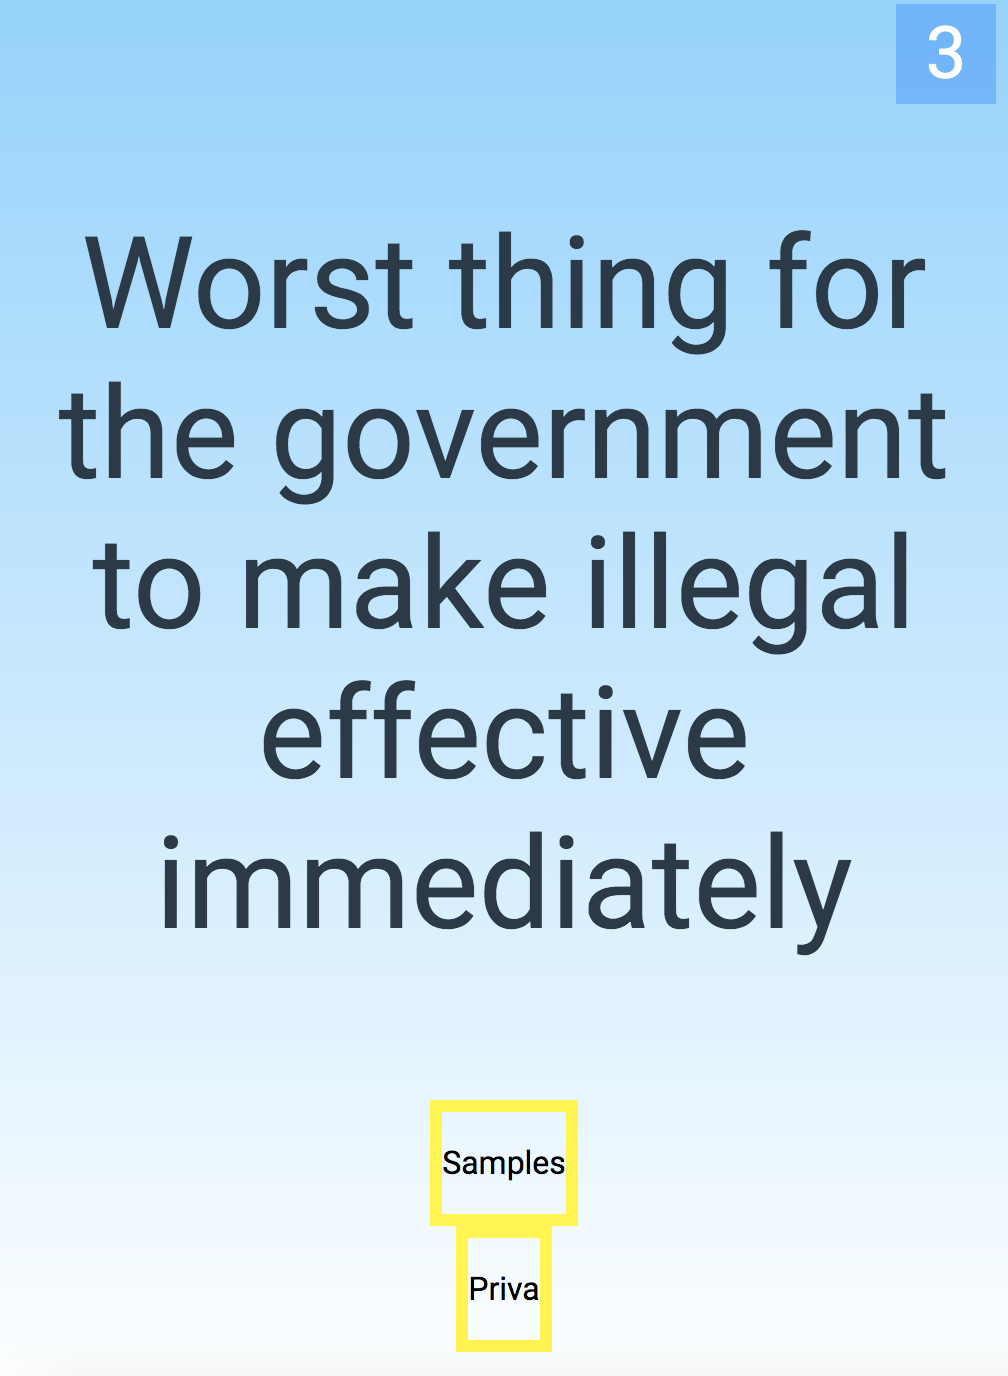 3
Worst thing for
the government
to make illegal
effective
immediately
Samples
Priva